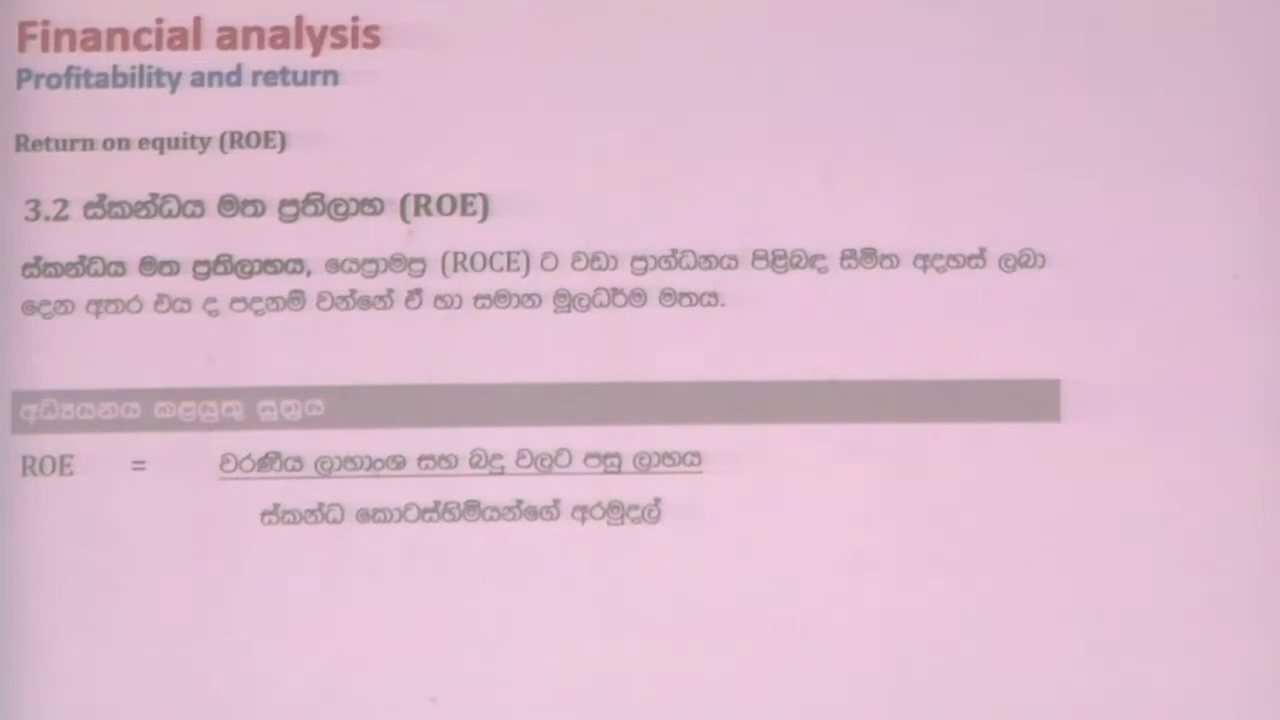 Financial analysis
Profitability and return
Return on equity (ROE)
3.2 ස්කන්ධය මත ප්‍රතිලාභ (ROE)
ස්කන්ධය මත ප්‍රතිලාභය, යෙප්‍රාමප්‍ර (ROCE) ට වඩා ප්‍රාග්ධනය පිළිබඳ සීමිත අදහස් ලබා
දෙන අතර එය ද පදනම් වන්නේ ඒ හා සමාන මූලධර්ම මතය.
අධ්‍යයනය කළයුතු සූත්‍රය
ROE = වරණීය ලාභාංශ සහ බදු වලට පසු ලාභය
ස්කන්ධ කොටස්හිමියන්ගේ අරමුදල්